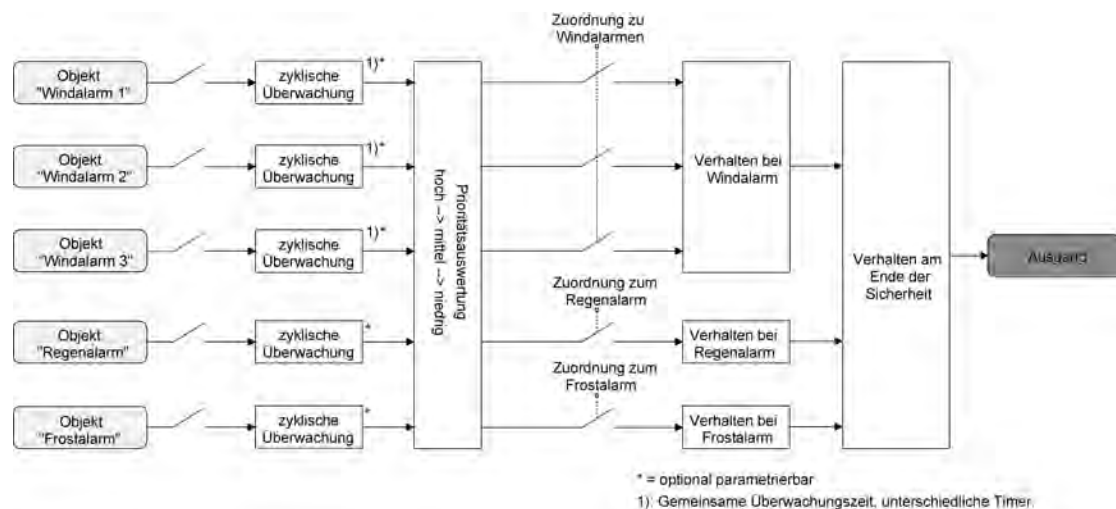 Zuordnung zu
Windalarmen
Objekt
"Windalarm 1"
zyklische
Überwachung
1)*
Objekt
"Windalarm 2"
zyklische
Überwachung
1)*
Verhalten bei
Windalarm
Objekt
"Windalarm 3"
zyklische
Überwachung
1)*
Prioritätsauswertung
hoch --> mittel --> niedrig
Verhalten am
Ende der
Sicherheit
Ausgang
Zuordnung zum
Regenalarm
Objekt
"Regenalarm"
zyklische
Überwachung
*
Verhalten bei
Regenalarm
Zuordnung zum
Frostalarm
Objekt
"Frostalarm"
zyklische
Überwachung
*
Verhalten bei
Frostalarm
* = optional parametrierbar
1): Gemeinsame Überwachungszeit, unterschiedliche Timer.